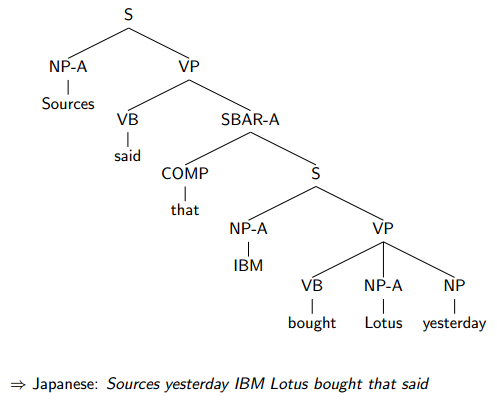 S
NP-A VP
Sources
VB SBAR-A
said
COMP S
that
NP-A VP
IBM
VB NP-A NP
bought Lotus yesterday
⇒ Japanese: Sources yesterday IBM Lotus bought that said